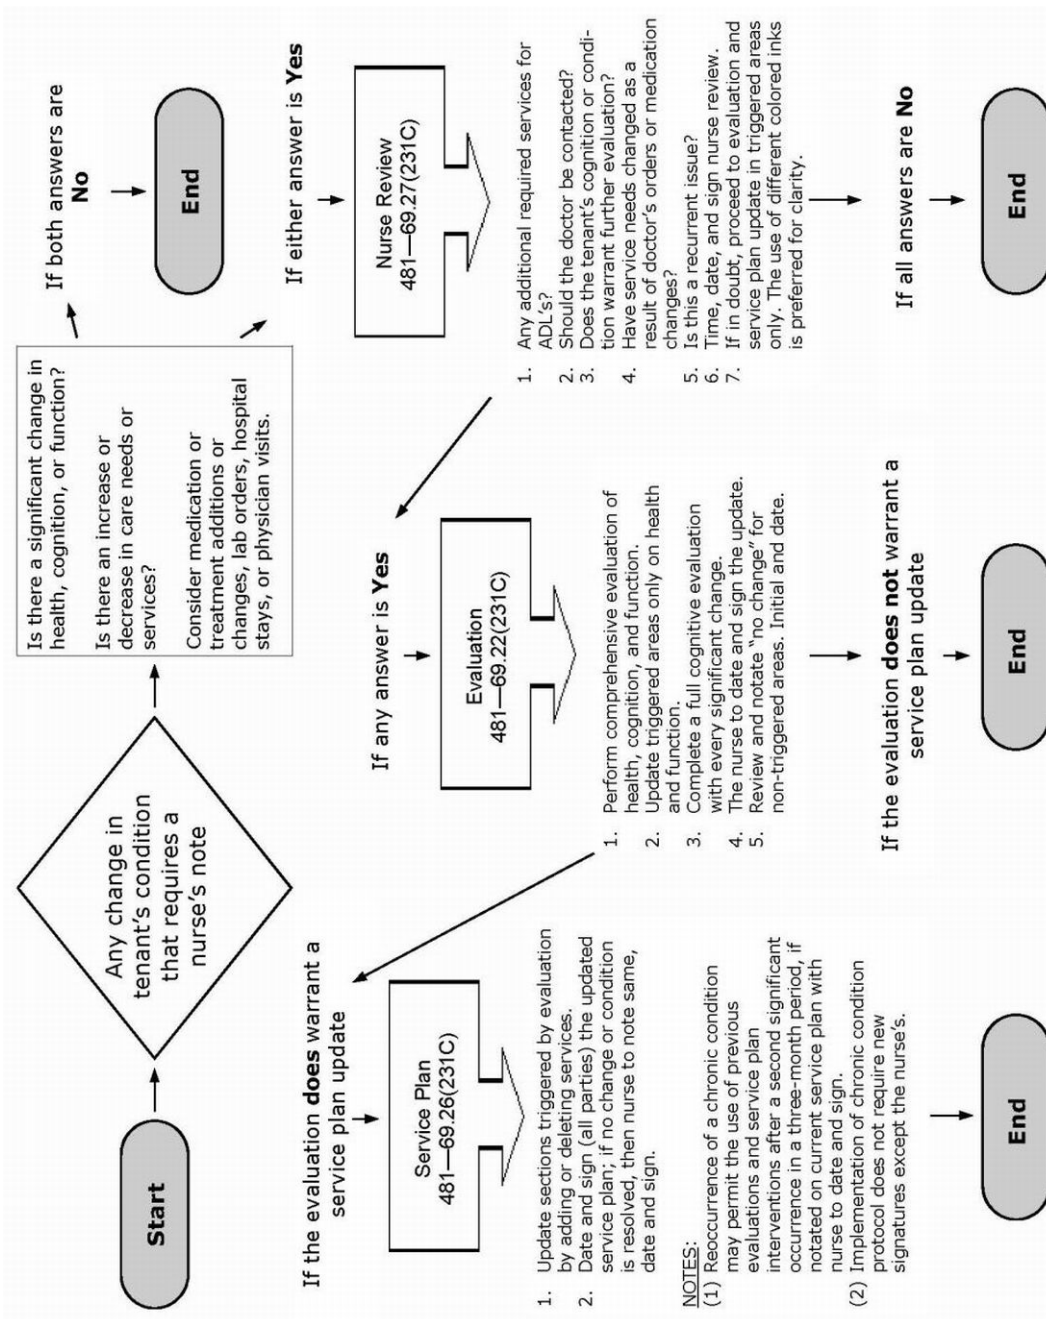 Start
Any change in
tenant's condition
that requires a
nurse's note
Is there a significant change in
health, cognition, or function?
Is there an increase or
decrease in care needs or
services?
Consider medication or
treatment additions or
changes, lab orders, hospital
stays, or physician visits.
If both answers are
No
End
If either answer is Yes
Nurse Review
481—69.27(231C)
1. Any additional required services for
ADL's?
2. Should the doctor be contacted?
3. Does the tenant's cognition or condi-
tion warrant further evaluation?
4. Have service needs changed as a
result of doctor's orders or medication
changes?
5. Is this a recurrent issue?
6. Time, date, and sign nurse review.
7. If in doubt, proceed to evaluation and
service plan update in triggered areas
only. The use of different colored inks
is preferred for clarity.
If all answers are No
End
If any answer is Yes
Evaluation
481—69.22(231C)
1. Perform comprehensive evaluation of
health, cognition, and function.
2. Update triggered areas only on health
and function.
3. Complete a full cognitive evaluation
with every significant change.
4. The nurse to date and sign the update.
5. Review and notate "no change" for
non-triggered areas. Initial and date.
If the evaluation does not warrant a
service plan update
End
If the evaluation does warrant a
service plan update
Service Plan
481—69.26(231C)
1. Update sections triggered by evaluation
by adding or deleting services.
2. Date and sign (all parties) the updated
service plan; if no change or condition
is resolved, then nurse to note same,
date and sign.
NOTES:
(1) Reoccurrence of a chronic condition
may permit the use of previous
evaluations and service plan
interventions after a second significant
occurrence in a three-month period, if
notated on current service plan with
nurse to date and sign.
(2) Implementation of chronic condition
protocol does not require new
signatures except the nurse's.
End